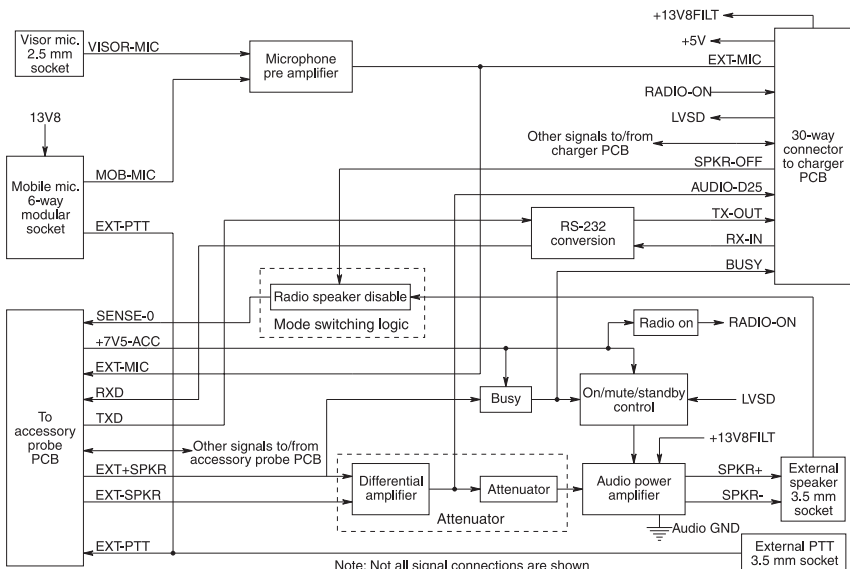 Visor mic.
2.5 mm
socket
VISOR-MIC
Microphone
pre amplifier
+13V8FILT
+5V
EXT-MIC
RADIO-ON
LVSD
Other signals to/from
charger PCB
SPKR-OFF
AUDIO-D25
TX-OUT
RX-IN
BUSY
30-way
connector
to charger
PCB
13V8
Mobile mic.
6-way
modular
socket
MOB-MIC
EXT-PTT
RS-232
conversion
Radio speaker disable
Mode switching logic
SENSE-0
+7V5-ACC
EXT-MIC
RXD
TXD
To
accessory
probe
PCB
Other signals to/from
accessory probe PCB
EXT+SPKR
EXT-SPKR
EXT-PTT
Radio on
RADIO-ON
Busy
On/mute/standby
control
LVSD
+13V8FILT
Differential
amplifier
Attenuator
Attenuator
Audio power
amplifier
SPKR+
SPKR-
External
speaker
3.5 mm
socket
Audio GND
External PTT
3.5 mm socket
Note: Not all signal connections are shown